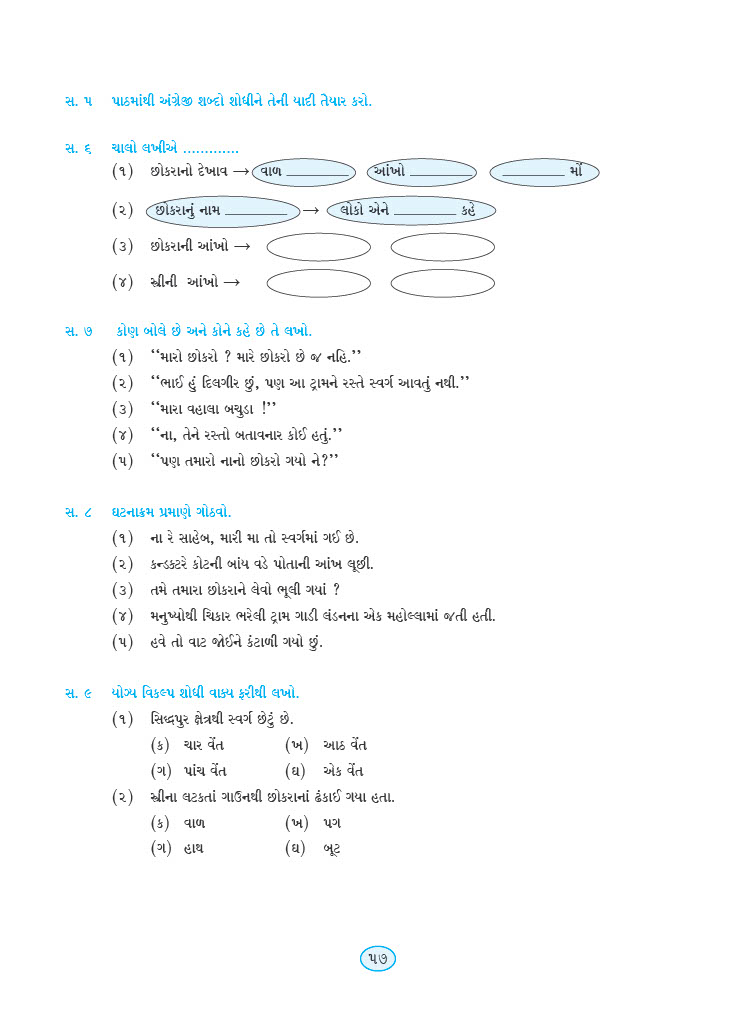 સ. ૫ પાઠમાંથી અંગ્રેજી શબ્દો શોધીને તેની યાદી તૈયાર કરો.
સ. ૬ ચાલો લખીએ .............
(૧) છોકરાનો દેખાવ → વાળ ________ આંખો ________ ________ મોં
(૨) છોકરાનું નામ ________ → લોકો એને ________ કહે
(૩) છોકરાની આંખો →
(૪) સ્ત્રીની આંખો →
સ. ૭ કોણ બોલે છે અને કોને કહે છે તે લખો.
(૧) ‘‘મારો છોકરો ? મારે છોકરો છે જ નહિ.’’
(૨) ‘‘ભાઈ હું દિલગીર છું, પણ આ ટ્રામને રસ્તે સ્વર્ગ આવતું નથી.’’
(૩) ‘‘મારા વહાલા બચુડા !’’
(૪) ‘‘ના, તેને રસ્તો બતાવનાર કોઈ હતું.’’
(૫) ‘‘પણ તમારો નાનો છોકરો ગયો ને?’’
સ. ૮ ઘટનાક્રમ પ્રમાણે ગોઠવો.
(૧) ના રે સાહેબ, મારી મા તો સ્વર્ગમાં ગઈ છે.
(૨) કન્ડક્ટરે કોટની બાંય વડે પોતાની આંખ લૂછી.
(૩) તમે તમારા છોકરાને લેવો ભૂલી ગયાં ?
(૪) મનુષ્યોથી ચિકાર ભરેલી ટ્રામ ગાડી લંડનના એક મહોલ્લામાં જતી હતી.
(૫) હવે તો વાટ જોઈને કંટાળી ગયો છું.
સ. ૯ યોગ્ય વિકલ્પ શોધી વાક્ય ફરીથી લખો.
(૧) સિદ્ધપુર ક્ષેત્રથી સ્વર્ગ છેટું છે.
(ક) ચાર વેંત (ખ) આઠ વેંત
(ગ) પાંચ વેંત (ઘ) એક વેંત
(૨) સ્ત્રીના લટકતાં ગાઉનથી છોકરાનાં ઢંકાઈ ગયા હતા.
(ક) વાળ (ખ) પગ
(ગ) હાથ (ઘ) બૂટ
૫૭